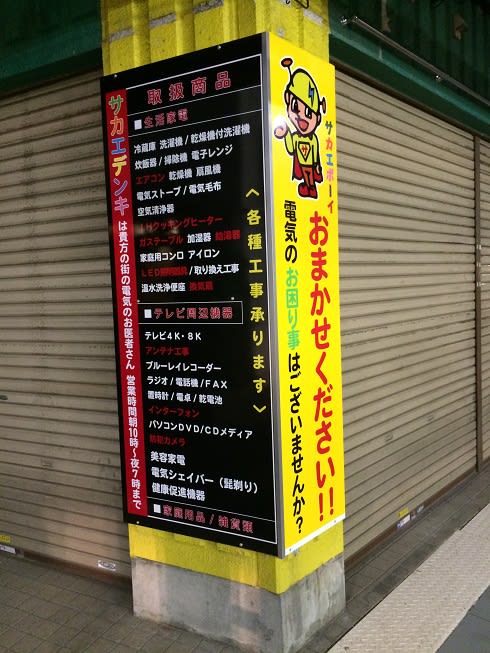 取扱商品
サカエデンキは貴方の街の電気のお医者さん 営業時間朝10時〜夜7時まで
■生活家電
冷蔵庫 洗濯機/乾燥機付洗濯機
炊飯器/掃除機 電子レンジ
エアコン 乾燥機 扇風機
電気ストーブ/電気毛布
空気清浄器
IHクッキングヒーター
ガステーブル 加湿器 給湯器
家庭用コンロ アイロン
LED照明器具/取り換え工事
温水洗浄便座 換気扇
■テレビ周辺機器
テレビ4K・8K
アンテナ工事
ブルーレイレコーダー
ラジオ/電話機/FAX
置時計/電卓/乾電池
インターフォン
パソコンDVD/CDメディア
防犯カメラ
美容家電
電気シェイバー(髭剃り)
健康促進機器
■家庭用品/雑貨類
<各種工事承ります>
サカエボーイ
おまかせください!!
電気のお困り事はございませんか?